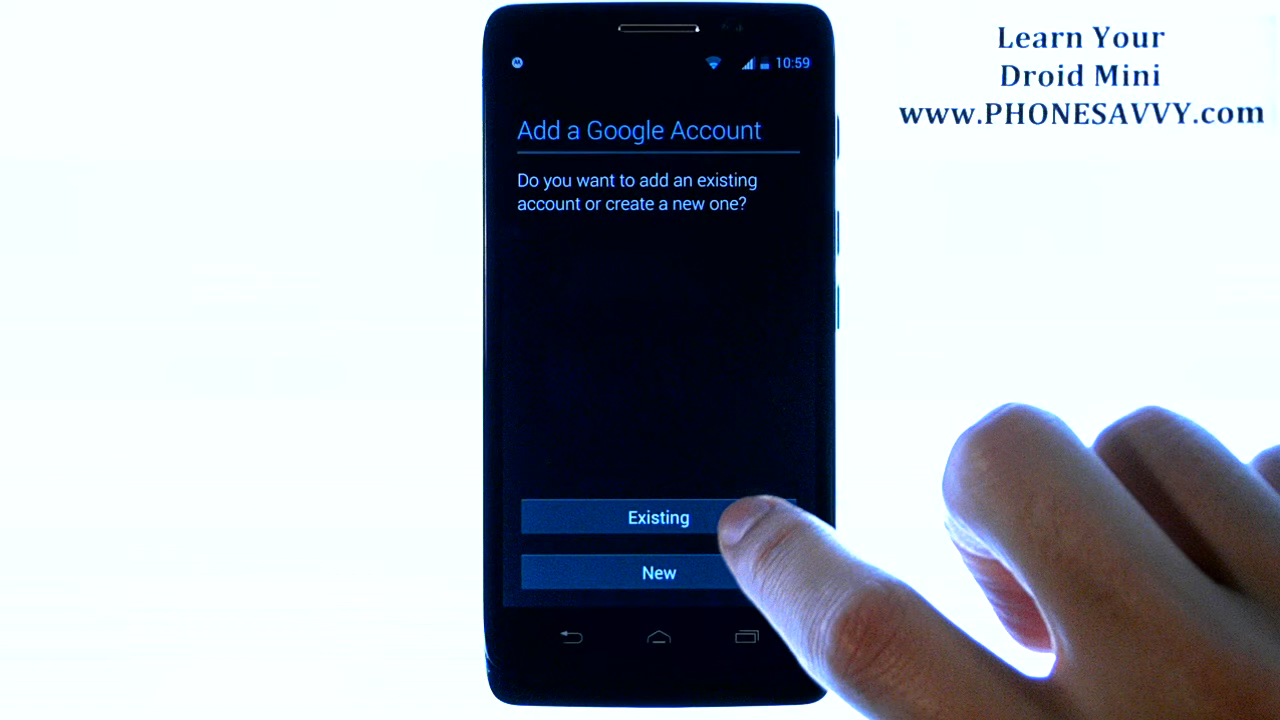 Learn Your
Droid Mini
www.PHONESAVVY.com
10:59
Add a Google Account
Do you want to add an existing
account or create a new one?
Existing
New